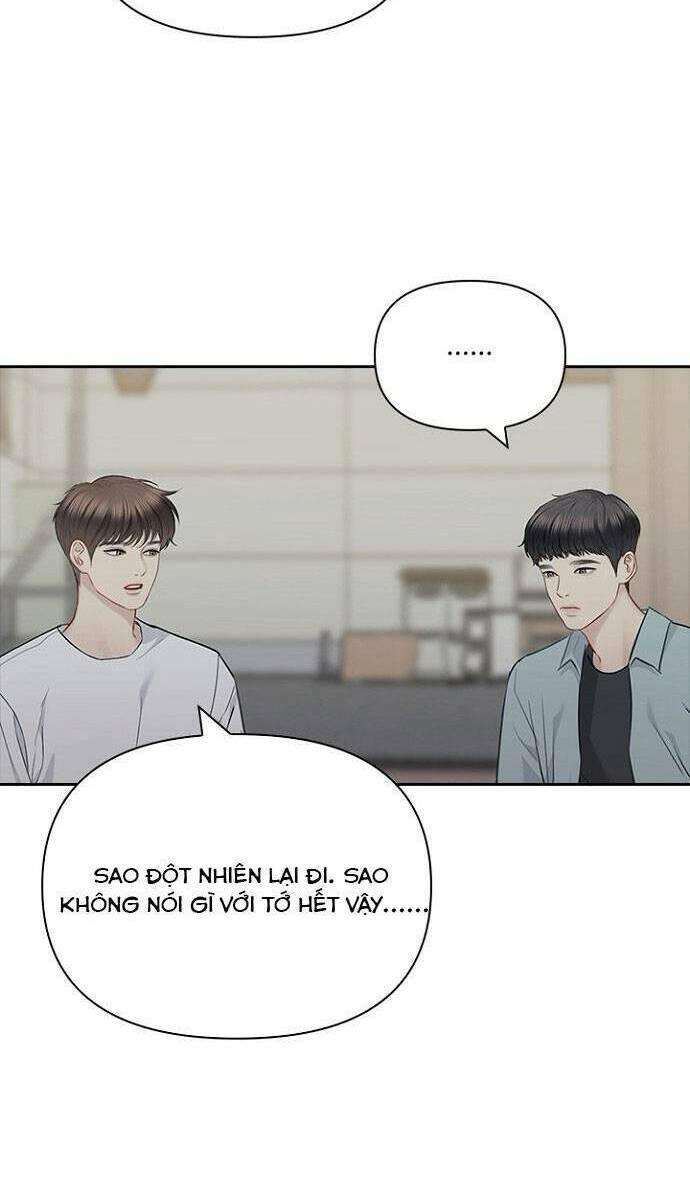 ......
SAO ĐỘT NHIÊN LẠI ĐI. SAO
KHÔNG NÓI GÌ VỚI TỚ HẾT VẬY......